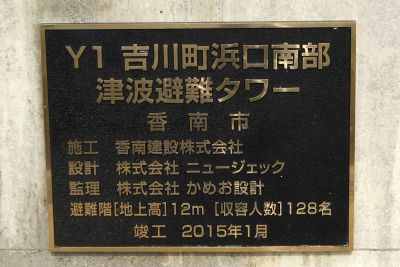 Y1 吉川町浜口南部
津波避難タワー
香南市
施工 香南建設株式会社
設計 株式会社 ニュージェック
監理 株式会社 かめお設計
避難階[地上高]12m [収容人数]128名
竣工 2015年1月